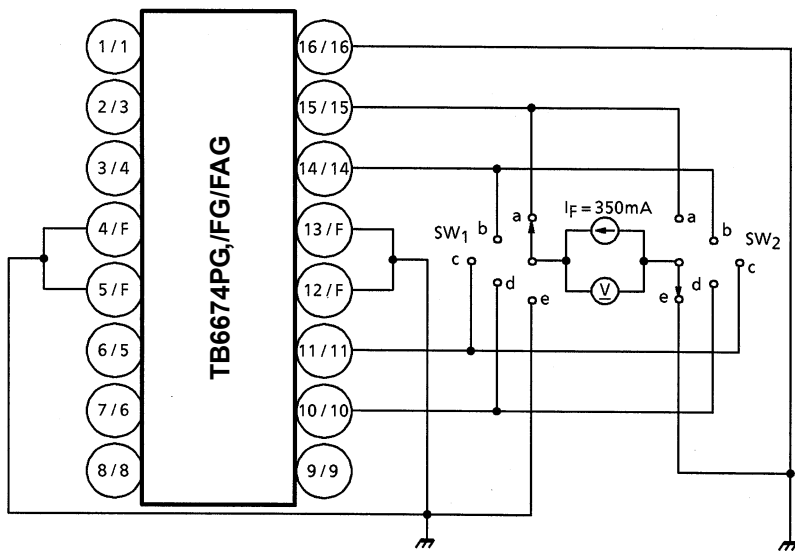 1 / 1
2 / 3
3 / 4
4 / F
5 / F
6 / 5
7 / 6
8 / 8
TB6674PG,/FG/FAG
16 / 16
15 / 15
14 / 14
13 / F
12 / F
11 / 11
10 / 10
9 / 9
SW1
a
b
c
d
e
IF = 350mA
V
a
b
c
d
e
SW2